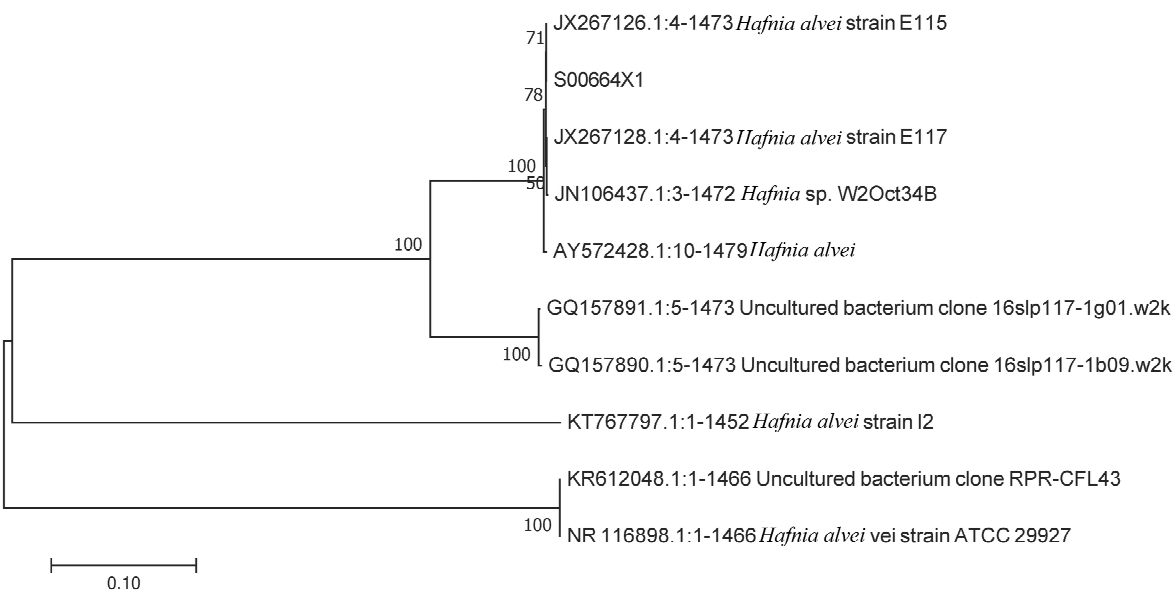 JX267126.1:4-1473 Hafnia alvei strain E115
71
S00664X1
78
JX267128.1:4-1473 Hafnia alvei strain E117
100
56
JN106437.1:3-1472 Hafnia sp. W2Oct34B
100
AY572428.1:10-1479 Hafnia alvei
GQ157891.1:5-1473 Uncultured bacterium clone 16slp117-1g01.w2k
100
GQ157890.1:5-1473 Uncultured bacterium clone 16slp117-1b09.w2k
KT767797.1:1-1452 Hafnia alvei strain I2
KR612048.1:1-1466 Uncultured bacterium clone RPR-CFL43
100
NR 116898.1:1-1466 Hafnia alvei vei strain ATCC 29927
0.10